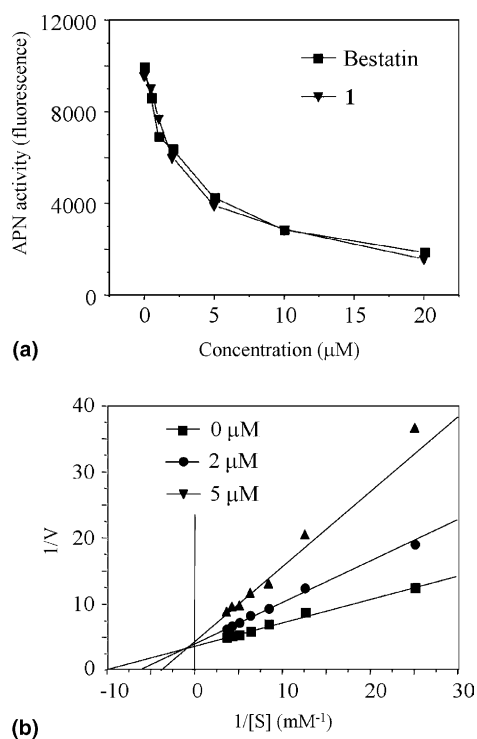 12000
8000
4000
0
APN activity (fluorescence)
Bestatin
1
0 5 10 15 20
Concentration (μM)
(a)
40
30
20
10
0
1/V
0 μM
2 μM
5 μM
-10 0 10 20 30
1/[S] (mM⁻¹)
(b)